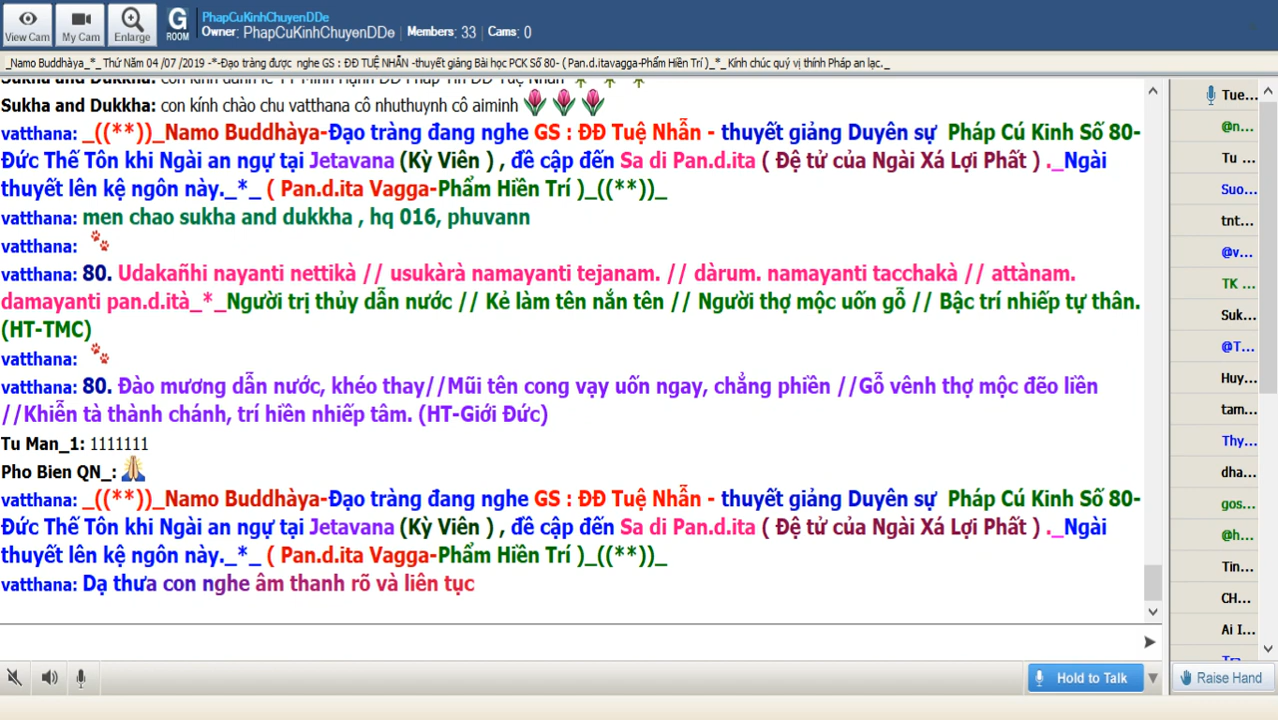 View Cam
My Cam
Enlarge
G
ROOM
PhapCuKinhChuyenDDe
Owner: PhapCuKinhChuyenDDe Members: 33 Cams: 0
_Namo Buddhàya_*_ Thứ Năm 04 /07 /2019 -*-Đạo tràng được nghe GS : ĐĐ TUỆ NHẪN -thuyết giảng Bài học PCK Số 80- ( Pan.d.itavagga-Phẩm Hiền Trí )_*_ Kính chúc quý vị thính Pháp an lạc._
Sukha and Dukkha: con kính chào chu vatthana cô nhuthuynh cô aiminh
vatthana: _((**))_Namo Buddhàya-Đạo tràng đang nghe GS : ĐĐ Tuệ Nhẫn - thuyết giảng Duyên sự Pháp Cú Kinh Số 80-
Đức Thế Tôn khi Ngài an ngự tại Jetavana (Kỳ Viên ) , đề cập đến Sa di Pan.d.ita ( Đệ tử của Ngài Xá Lợi Phất ) ._Ngài
thuyết lên kệ ngôn này._*_ ( Pan.d.ita Vagga-Phẩm Hiền Trí )_((**))_
vatthana: men chao sukha and dukkha , hq 016, phuvann
vatthana:
vatthana: 80. Udakañhi nayanti nettikà // usukàrà namayanti tejanam. // dàrum. namayanti tacchakà // attànam.
damayanti pan.d.ità_*_Người trị thủy dẫn nước // Kẻ làm tên nắn tên // Người thợ mộc uốn gỗ // Bậc trí nhiếp tự thân.
(HT-TMC)
vatthana:
vatthana: 80. Đào mương dẫn nước, khéo thay//Mũi tên cong vạy uốn ngay, chẳng phiền //Gỗ vênh thợ mộc đẽo liền
//Khiễn tà thành chánh, trí hiền nhiếp tâm. (HT-Giới Đức)
Tu Man_1: 1111111
Pho Bien QN_:
vatthana: _((**))_Namo Buddhàya-Đạo tràng đang nghe GS : ĐĐ Tuệ Nhẫn - thuyết giảng Duyên sự Pháp Cú Kinh Số 80-
Đức Thế Tôn khi Ngài an ngự tại Jetavana (Kỳ Viên ) , đề cập đến Sa di Pan.d.ita ( Đệ tử của Ngài Xá Lợi Phất ) ._Ngài
thuyết lên kệ ngôn này._*_ ( Pan.d.ita Vagga-Phẩm Hiền Trí )_((**))_
vatthana: Dạ thưa con nghe âm thanh rõ và liên tục
Tue...
@n...
Tu ...
Suo...
tnt...
@v...
TK ...
Suk...
@T...
Huy...
tam...
Thy...
dha...
gos...
@h...
Tin...
CH...
Ai I...
Hold to Talk
Raise Hand